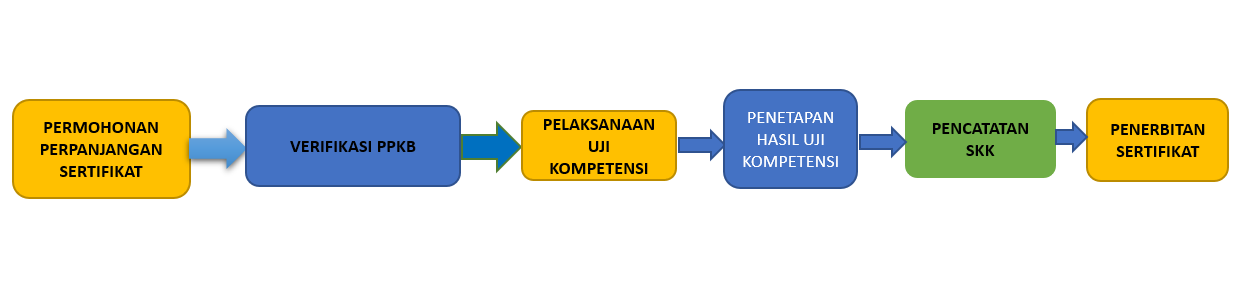 PERMOHONAN
PERPANJANGAN
SERTIFIKAT
VERIFIKASI PPKB
PELAKSANAAN
UJI
KOMPETENSI
PENETAPAN
HASIL UJI
KOMPETENSI
PENCATATAN
SKK
PENERBITAN
SERTIFIKAT